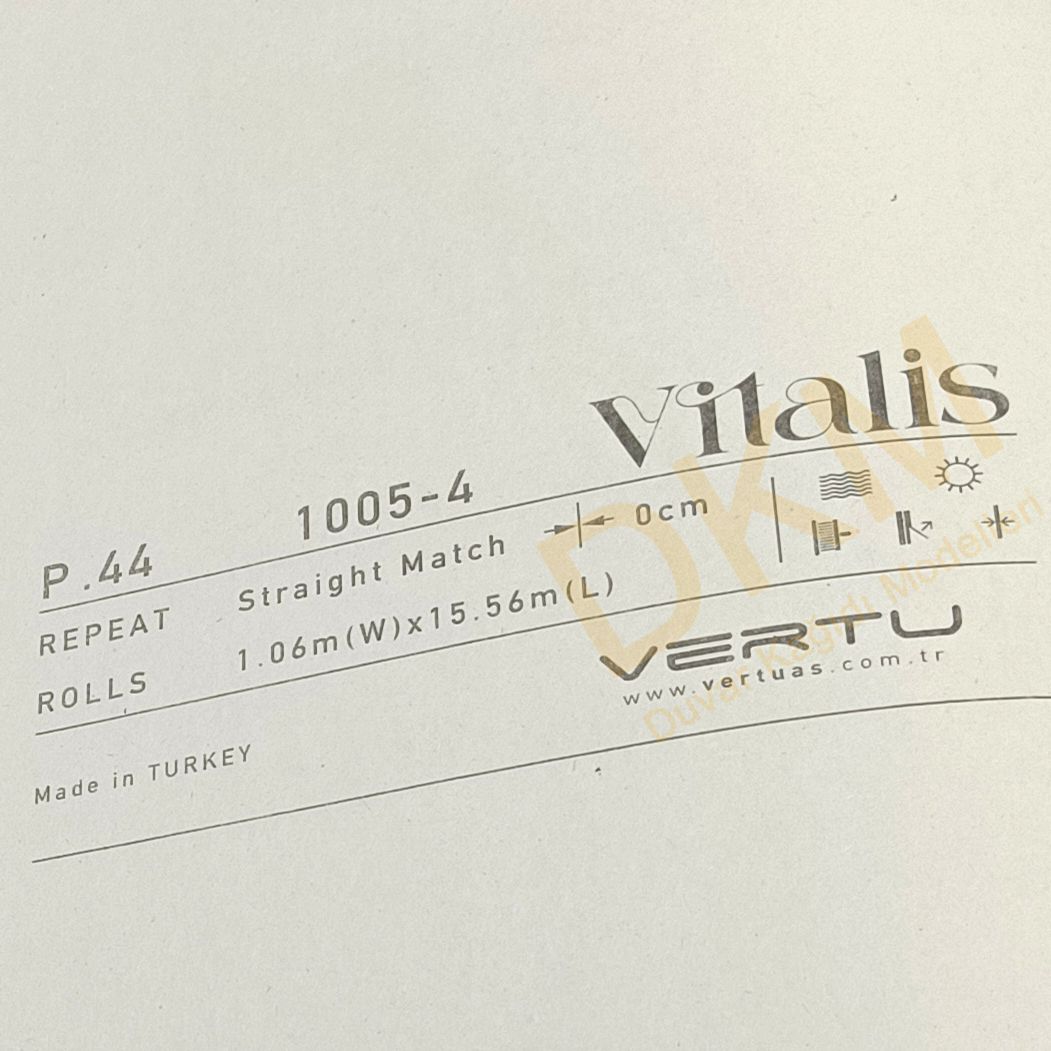 Vitalis
P.44 1005-4
REPEAT Straight Match 0cm
ROLLS 1.06m(W)x15.56m(L)
VERTU
www.vertuas.com.tr
Made in TURKEY
DKM
Duvar Kağıdı Modelleri